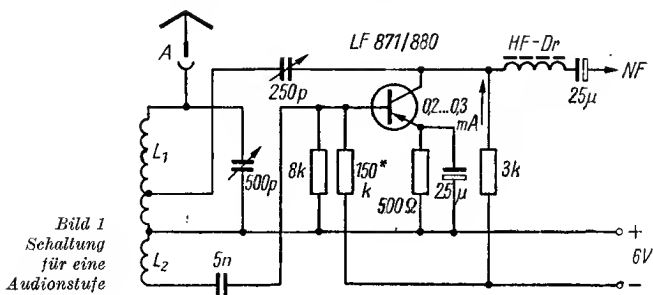 A
LF 871/880
HF-Dr
250p
NF
25µ
0,2...0,3
mA
L₁
500p
8k
150*
k
500Ω
25µ
3k
Bild 1
Schaltung
für eine
Audionstufe
L₂
5n
+
6V
−